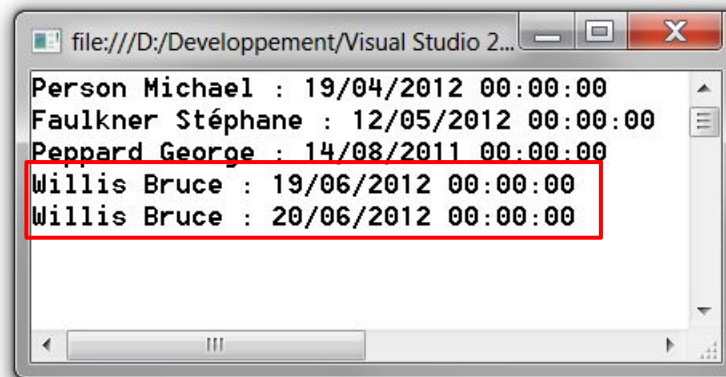 file:///D:/Developpement/Visual Studio 2...
Person Michael : 19/04/2012 00:00:00
Faulkner Stéphane : 12/05/2012 00:00:00
Peppard George : 14/08/2011 00:00:00
Willis Bruce : 19/06/2012 00:00:00
Willis Bruce : 20/06/2012 00:00:00